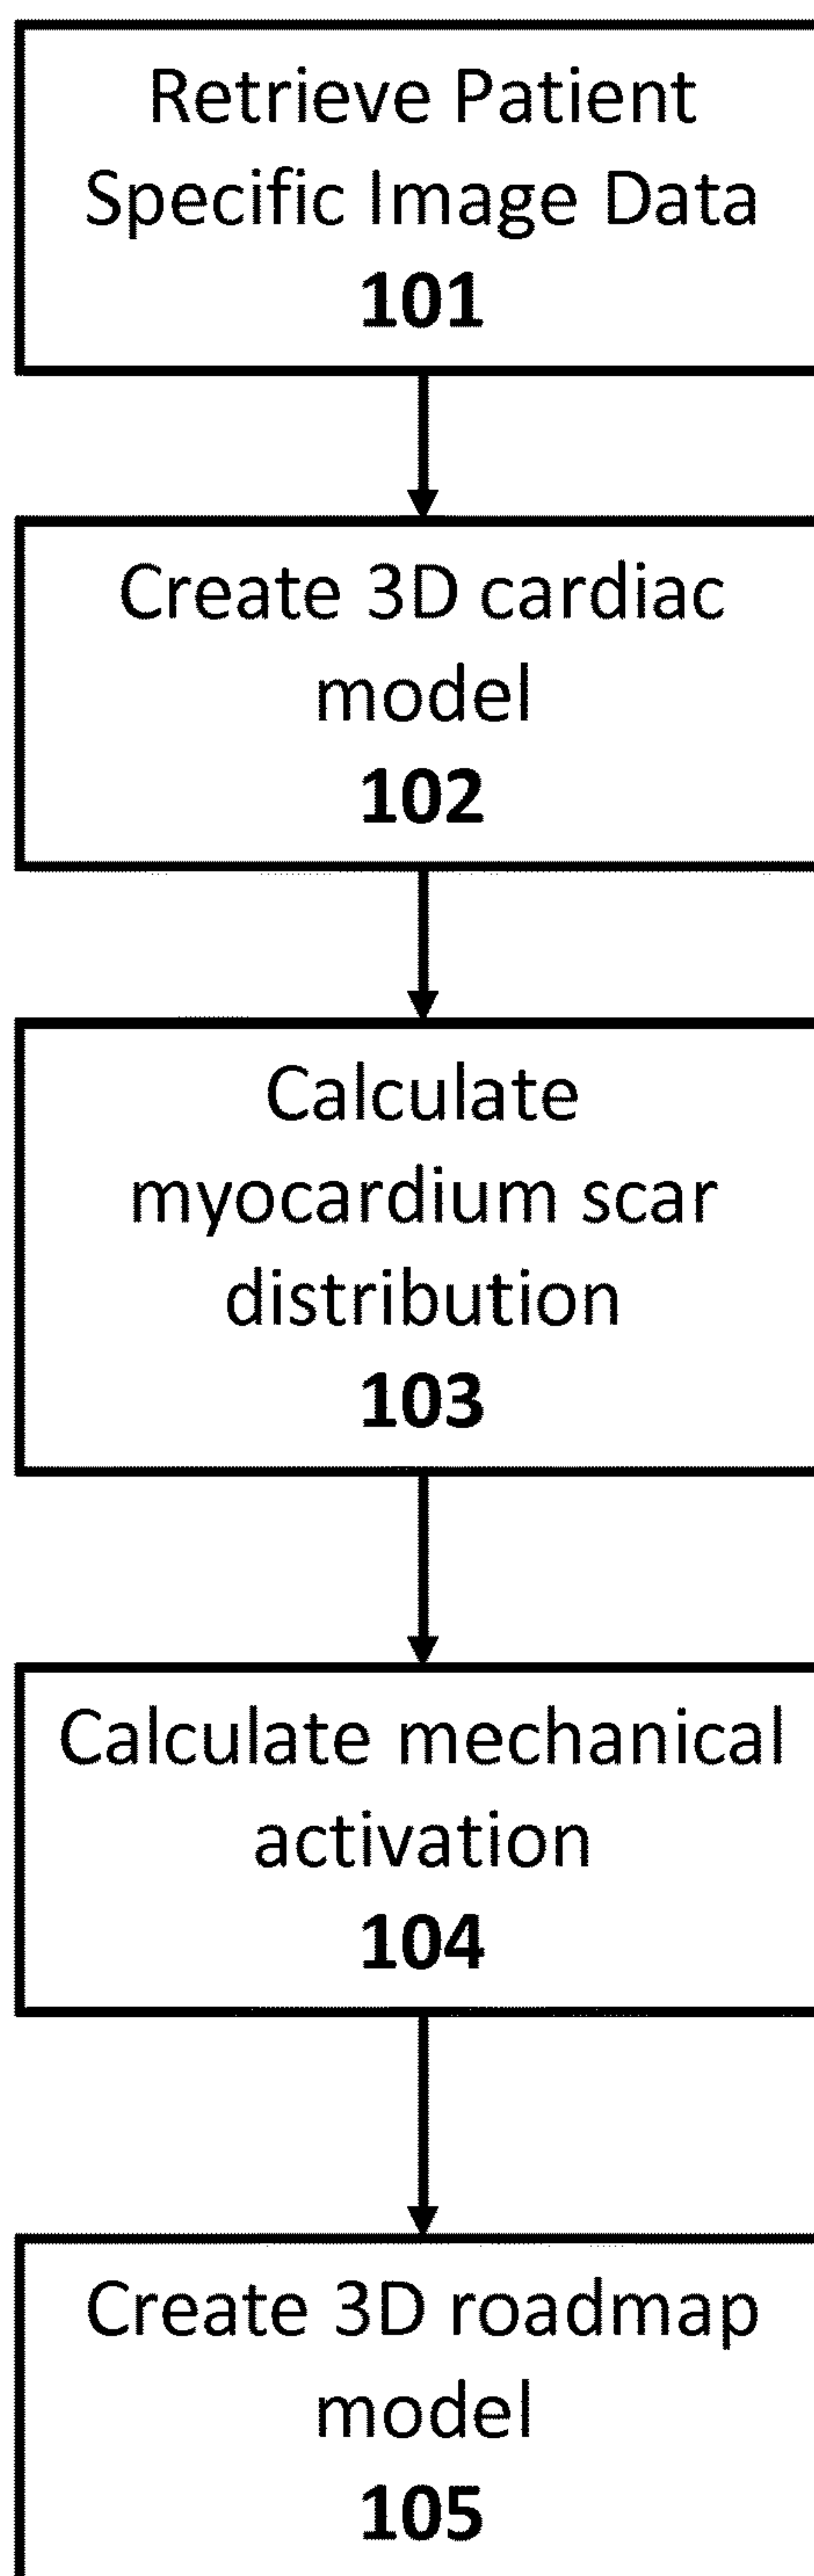 Retrieve Patient
Specific Image Data
101
Create 3D cardiac
model
102
Calculate
myocardium scar
distribution
103
Calculate mechanical
activation
104
Create 3D roadmap
model
105